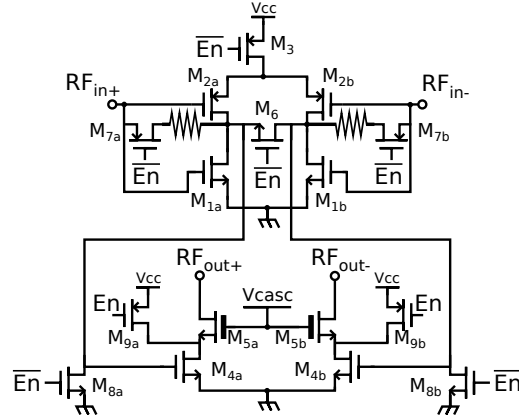 Vcc
En
M3
RFin+
M2a
M2b
RFin-
M6
M7a
M7b
En
En
En
M1a
M1b
RFout+
RFout-
Vcc
Vcc
Vcasc
En
En
M9a
M5a
M5b
M9b
En
M8a
M4a
M4b
M8b
En